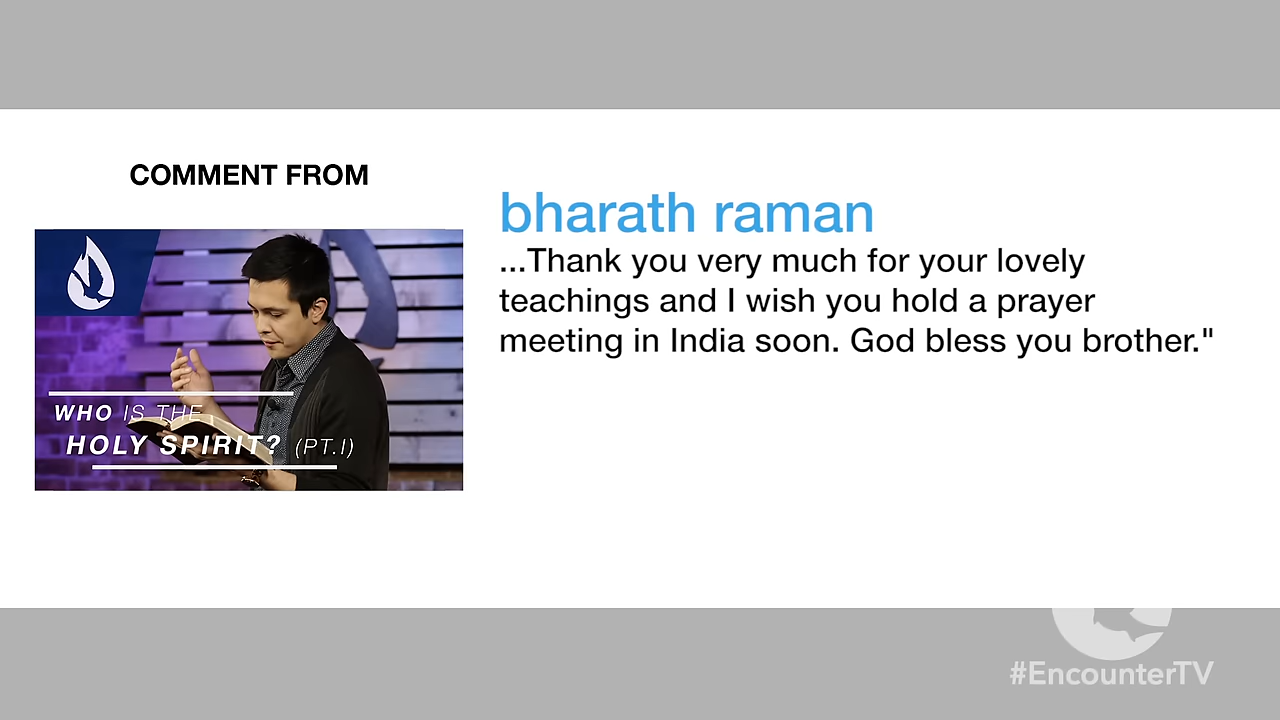 COMMENT FROM
WHO IS THE
HOLY SPIRIT? (PT.I)
bharath raman
...Thank you very much for your lovely
teachings and I wish you hold a prayer
meeting in India soon. God bless you brother."
#EncounterTV